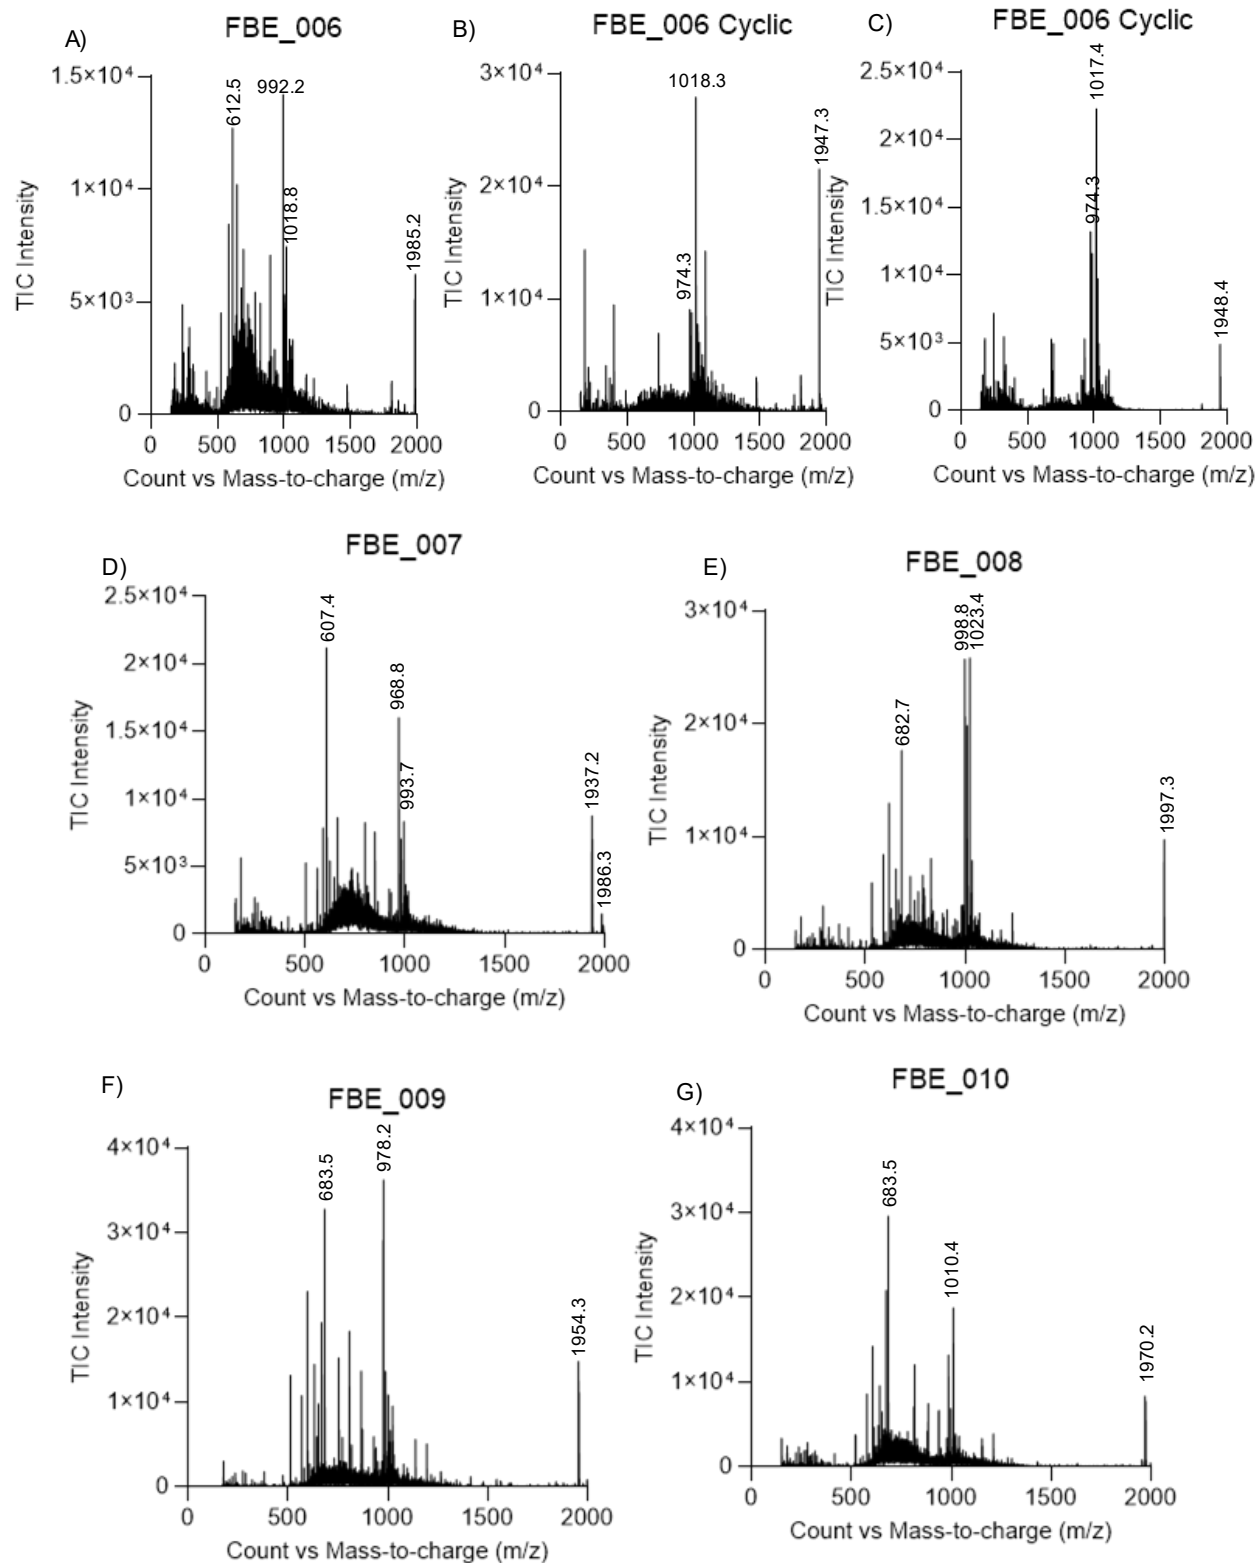 A)
FBE_006
TIC Intensity
1.5×10⁴
1×10⁴
5×10³
0
612.5
992.2
1018.8
1985.2
0 500 1000 1500 2000
Count vs Mass-to-charge (m/z)
B)
FBE_006 Cyclic
TIC Intensity
3×10⁴
2×10⁴
1×10⁴
0
974.3
1018.3
1947.3
0 500 1000 1500 2000
Count vs Mass-to-charge (m/z)
C)
FBE_006 Cyclic
TIC Intensity
2.5×10⁴
2×10⁴
1.5×10⁴
1×10⁴
5×10³
0
974.3
1017.4
1948.4
0 500 1000 1500 2000
Count vs Mass-to-charge (m/z)
D)
FBE_007
TIC Intensity
2.5×10⁴
2×10⁴
1.5×10⁴
1×10⁴
5×10³
0
607.4
968.8
993.7
1937.2
1986.3
0 500 1000 1500 2000
Count vs Mass-to-charge (m/z)
E)
FBE_008
TIC Intensity
3×10⁴
2×10⁴
1×10⁴
0
682.7
998.8
1023.4
1997.3
0 500 1000 1500 2000
Count vs Mass-to-charge (m/z)
F)
FBE_009
TIC Intensity
4×10⁴
3×10⁴
2×10⁴
1×10⁴
0
683.5
978.2
1954.3
0 500 1000 1500 2000
Count vs Mass-to-charge (m/z)
G)
FBE_010
TIC Intensity
4×10⁴
3×10⁴
2×10⁴
1×10⁴
0
683.5
1010.4
1970.2
0 500 1000 1500 2000
Count vs Mass-to-charge (m/z)